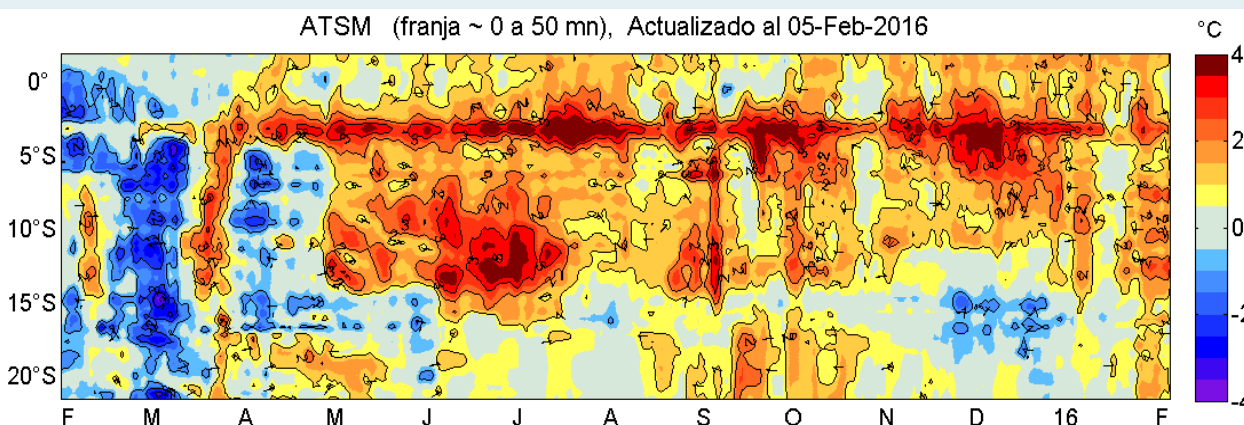 ATSM (franja ~ 0 a 50 mn), Actualizado al 05-Feb-2016
°C
0°
5°S
10°S
15°S
20°S
F M A M J J A S O N D 16 F
4
2
0
-2
-4